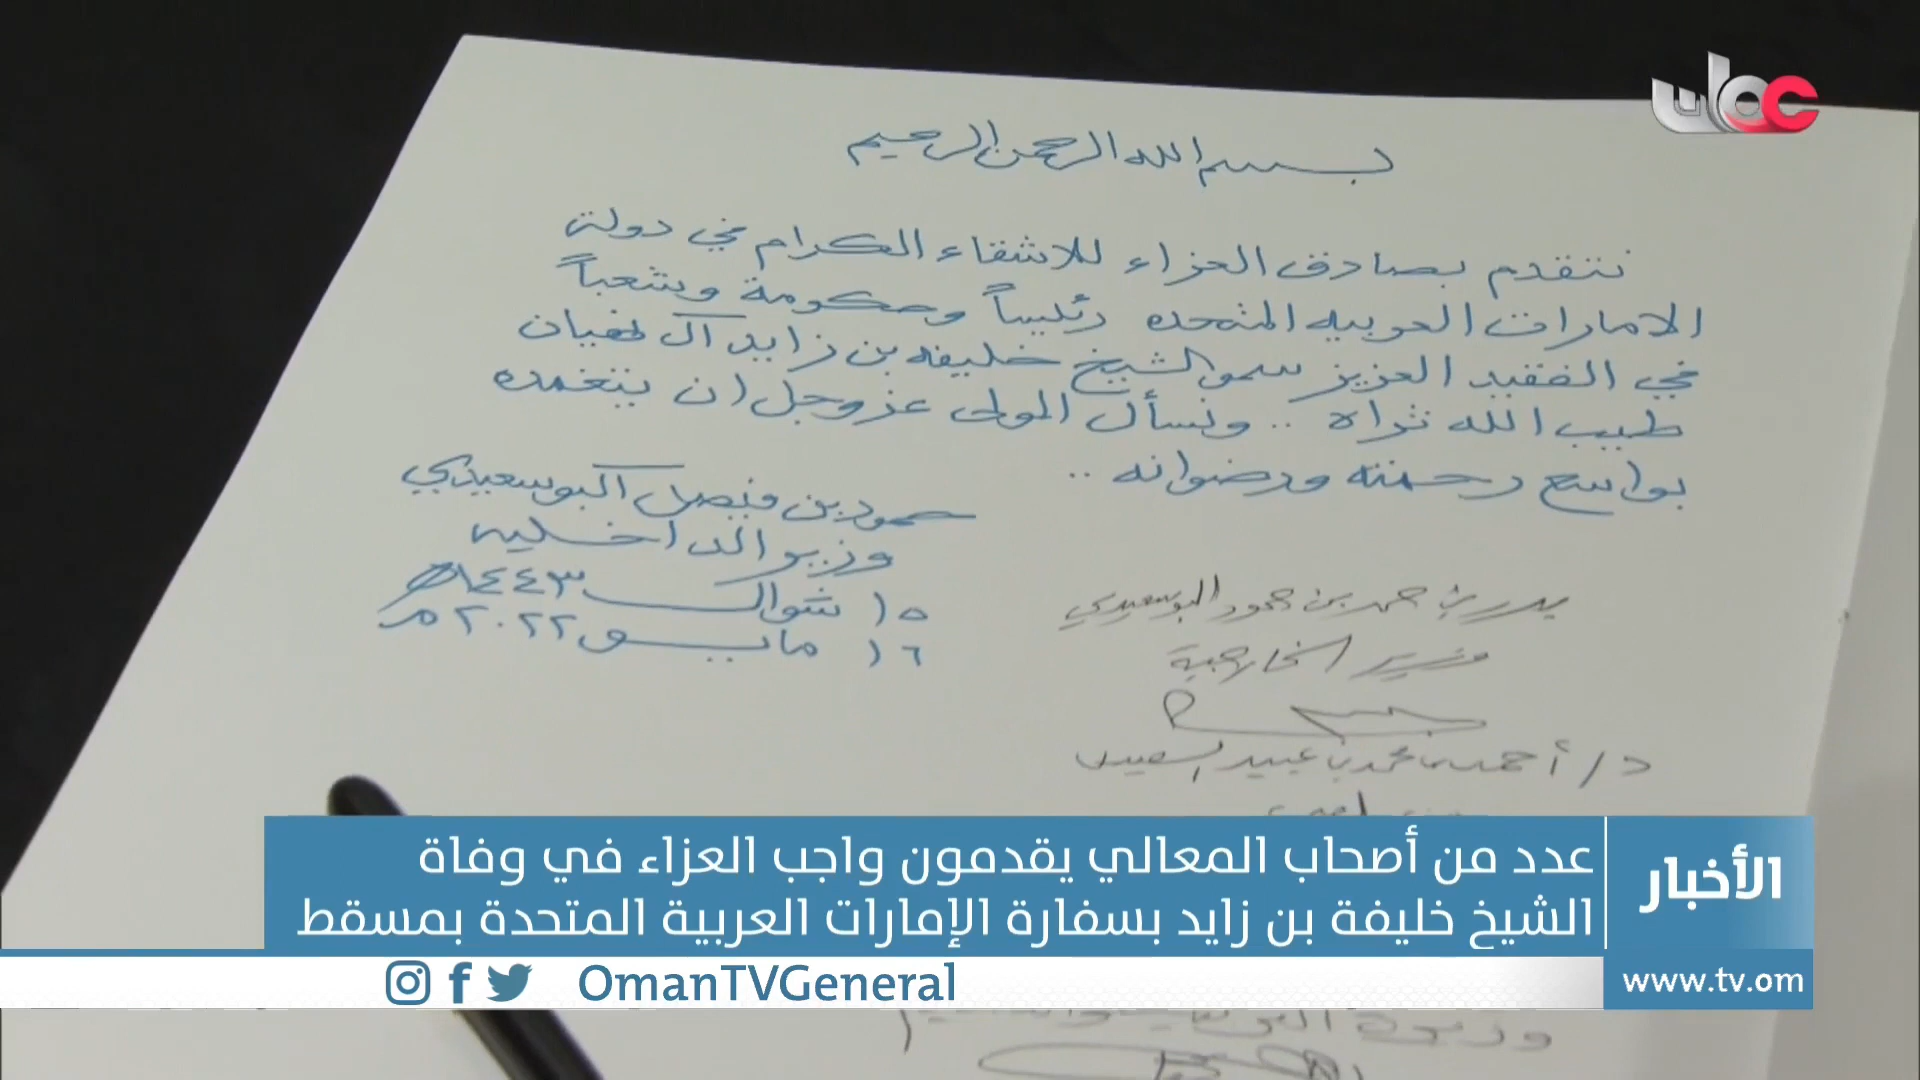 عمان
بسم الله الرحمن الرحيم
نتقدم بصادق العزاء للاشقاء الكرام في دولة
الامارات العربيه المتحده رئيساً وحكومة وشعباً
في الفقيد العزيز سمو الشيخ خليفه بن زايد آل نهيان
طيب الله ثراه .. ونسأل المولى عز وجل ان يتغمده
بواسع رحمته ورضوانه ..
حمود بن فيصل البوسعيدي
وزير الداخليه
١٥ شوال ١٤٤٣هـ
١٦ مايو ٢٠٢٢م
بدر بن حمد بن حمود البوسعيدي
وزير الخارجية
د/ أحمد بن محمد بن عبيد السعيدي
عدد من أصحاب المعالي يقدمون واجب العزاء في وفاة
الشيخ خليفة بن زايد بسفارة الإمارات العربية المتحدة بمسقط
الأخبار
OmanTVGeneral
www.tv.om